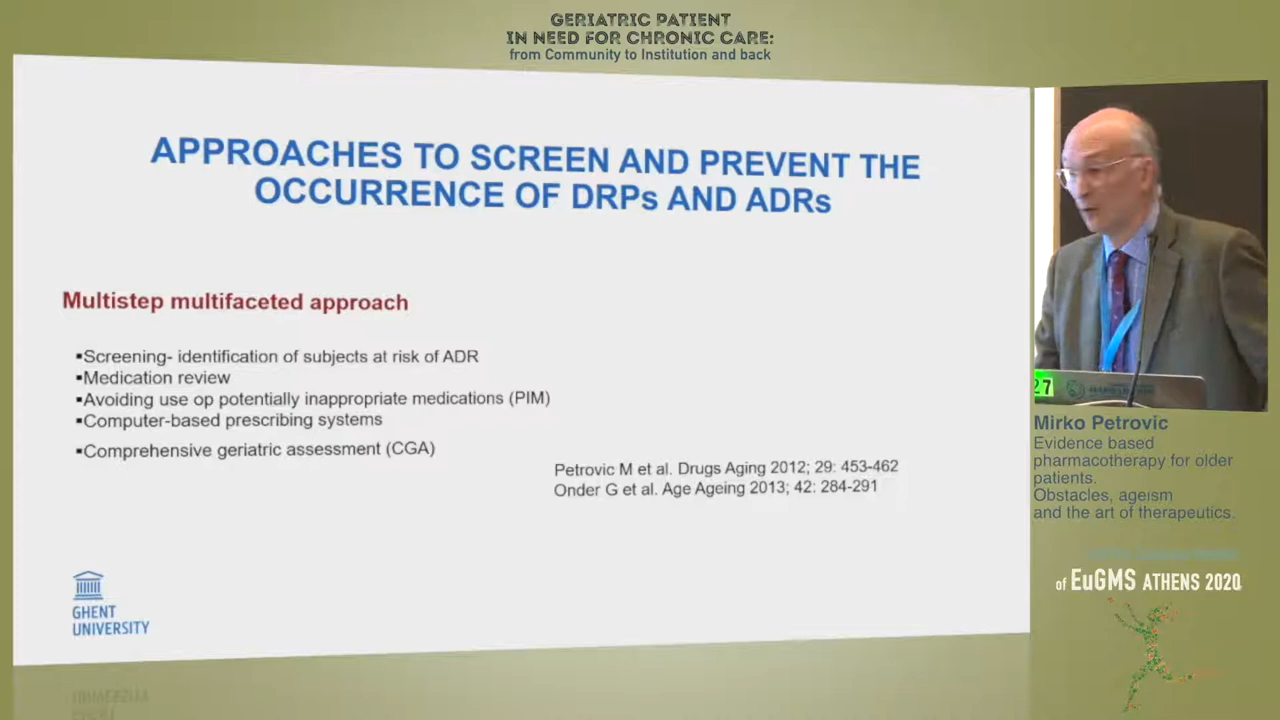 GERIATRIC PATIENT
IN NEED FOR CHRONIC CARE:
from Community to Institution and back
APPROACHES TO SCREEN AND PREVENT THE
OCCURRENCE OF DRPs AND ADRs
Multistep multifaceted approach
▪Screening- identification of subjects at risk of ADR
▪Medication review
▪Avoiding use op potentially inappropriate medications (PIM)
▪Computer-based prescribing systems
▪Comprehensive geriatric assessment (CGA)
Petrovic M et al. Drugs Aging 2012; 29: 453-462
Onder G et al. Age Ageing 2013; 42: 284-291
GHENT
UNIVERSITY
27
Mirko Petrovic
Evidence based
pharmacotherapy for older
patients.
Obstacles, ageism
and the art of therapeutics.
of EuGMS ATHENS 2020